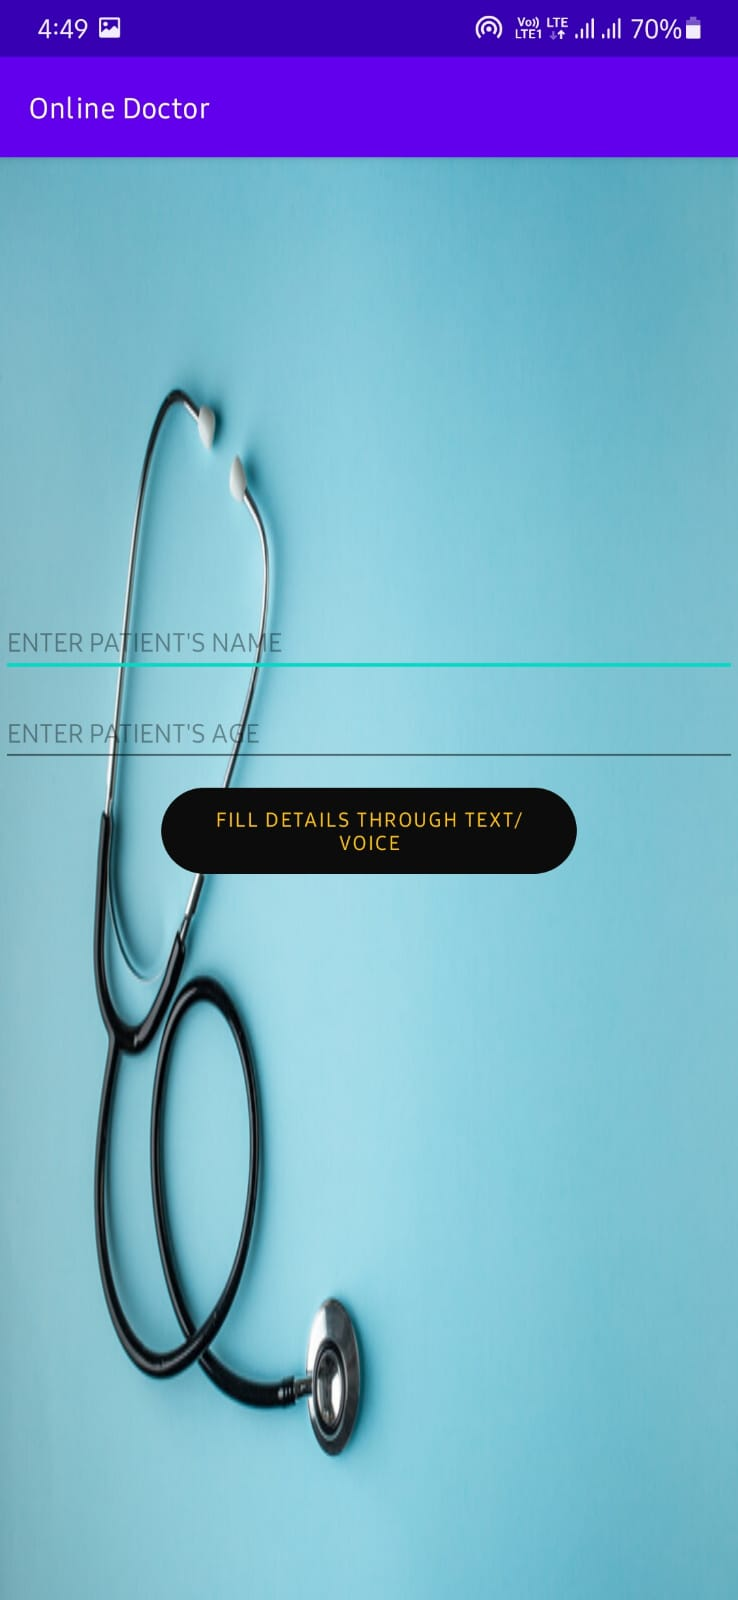 4:49
Vo)) LTE
LTE1
70%
Online Doctor
ENTER PATIENT'S NAME
ENTER PATIENT'S AGE
FILL DETAILS THROUGH TEXT/
VOICE